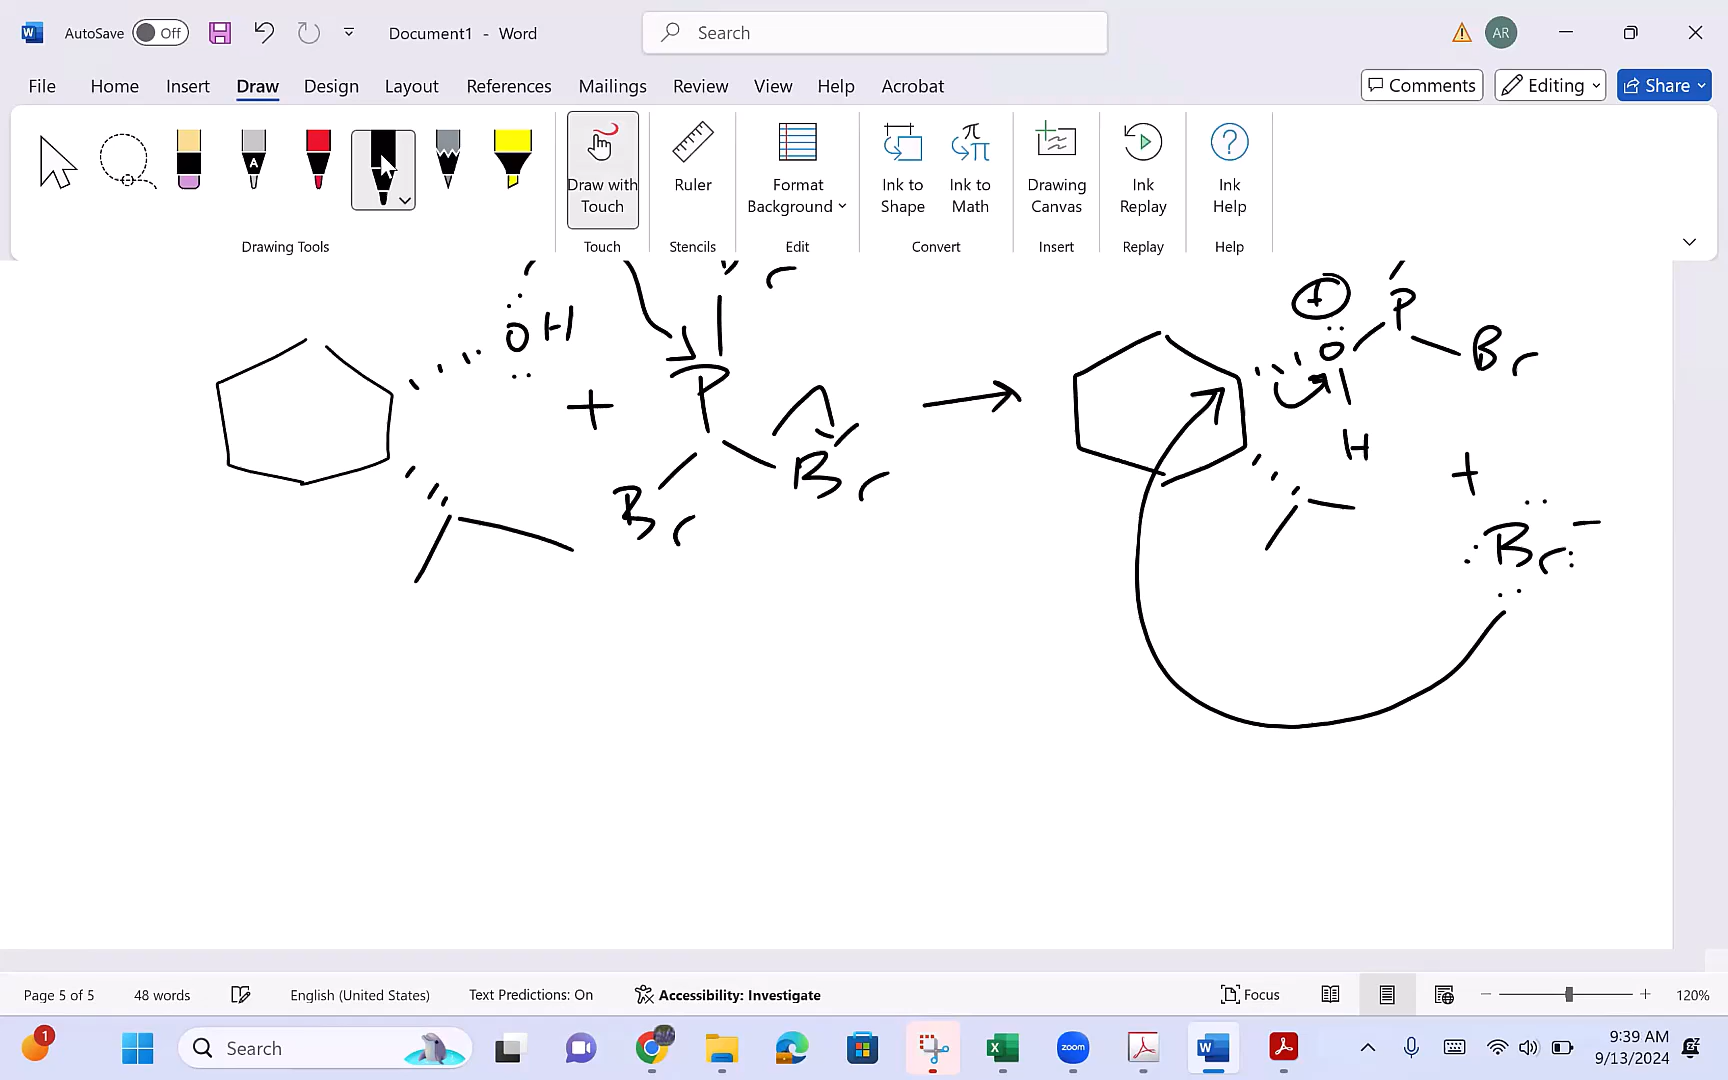 AutoSave Off Document1 - Word Search AR
File Home Insert Draw Design Layout References Mailings Review View Help Acrobat Comments Editing Share
Draw with Touch
Ruler
Format Background
Ink to Shape
Ink to Math
Drawing Canvas
Ink Replay
Ink Help
Drawing Tools Touch Stencils Edit Convert Insert Replay Help
r
OH
+
P
Br
Br
+
P
O
Br
H
+
Br
−
Page 5 of 5 48 words English (United States) Text Predictions: On Accessibility: Investigate Focus 120%
1 Search zoom 9:39 AM
9/13/2024